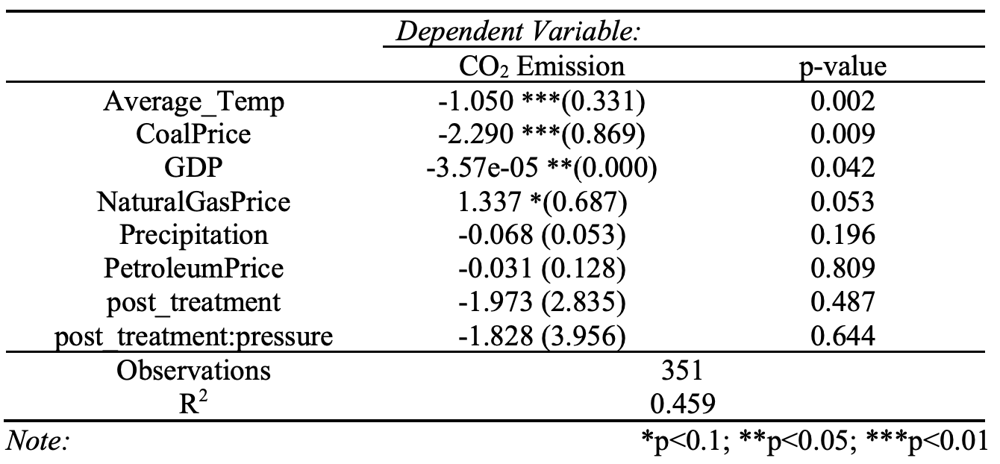 Dependent Variable:
CO₂ Emission p-value
Average_Temp -1.050 ***(0.331) 0.002
CoalPrice -2.290 ***(0.869) 0.009
GDP -3.57e-05 **(0.000) 0.042
NaturalGasPrice 1.337 *(0.687) 0.053
Precipitation -0.068 (0.053) 0.196
PetroleumPrice -0.031 (0.128) 0.809
post_treatment -1.973 (2.835) 0.487
post_treatment:pressure -1.828 (3.956) 0.644
Observations 351
R² 0.459
Note: *p<0.1; **p<0.05; ***p<0.01